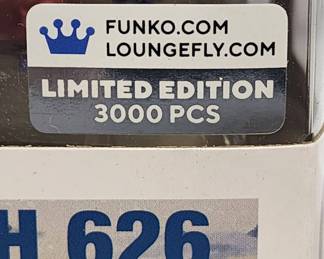 FUNKO.COM
LOUNGEFLY.COM
LIMITED EDITION
3000 PCS
H 626